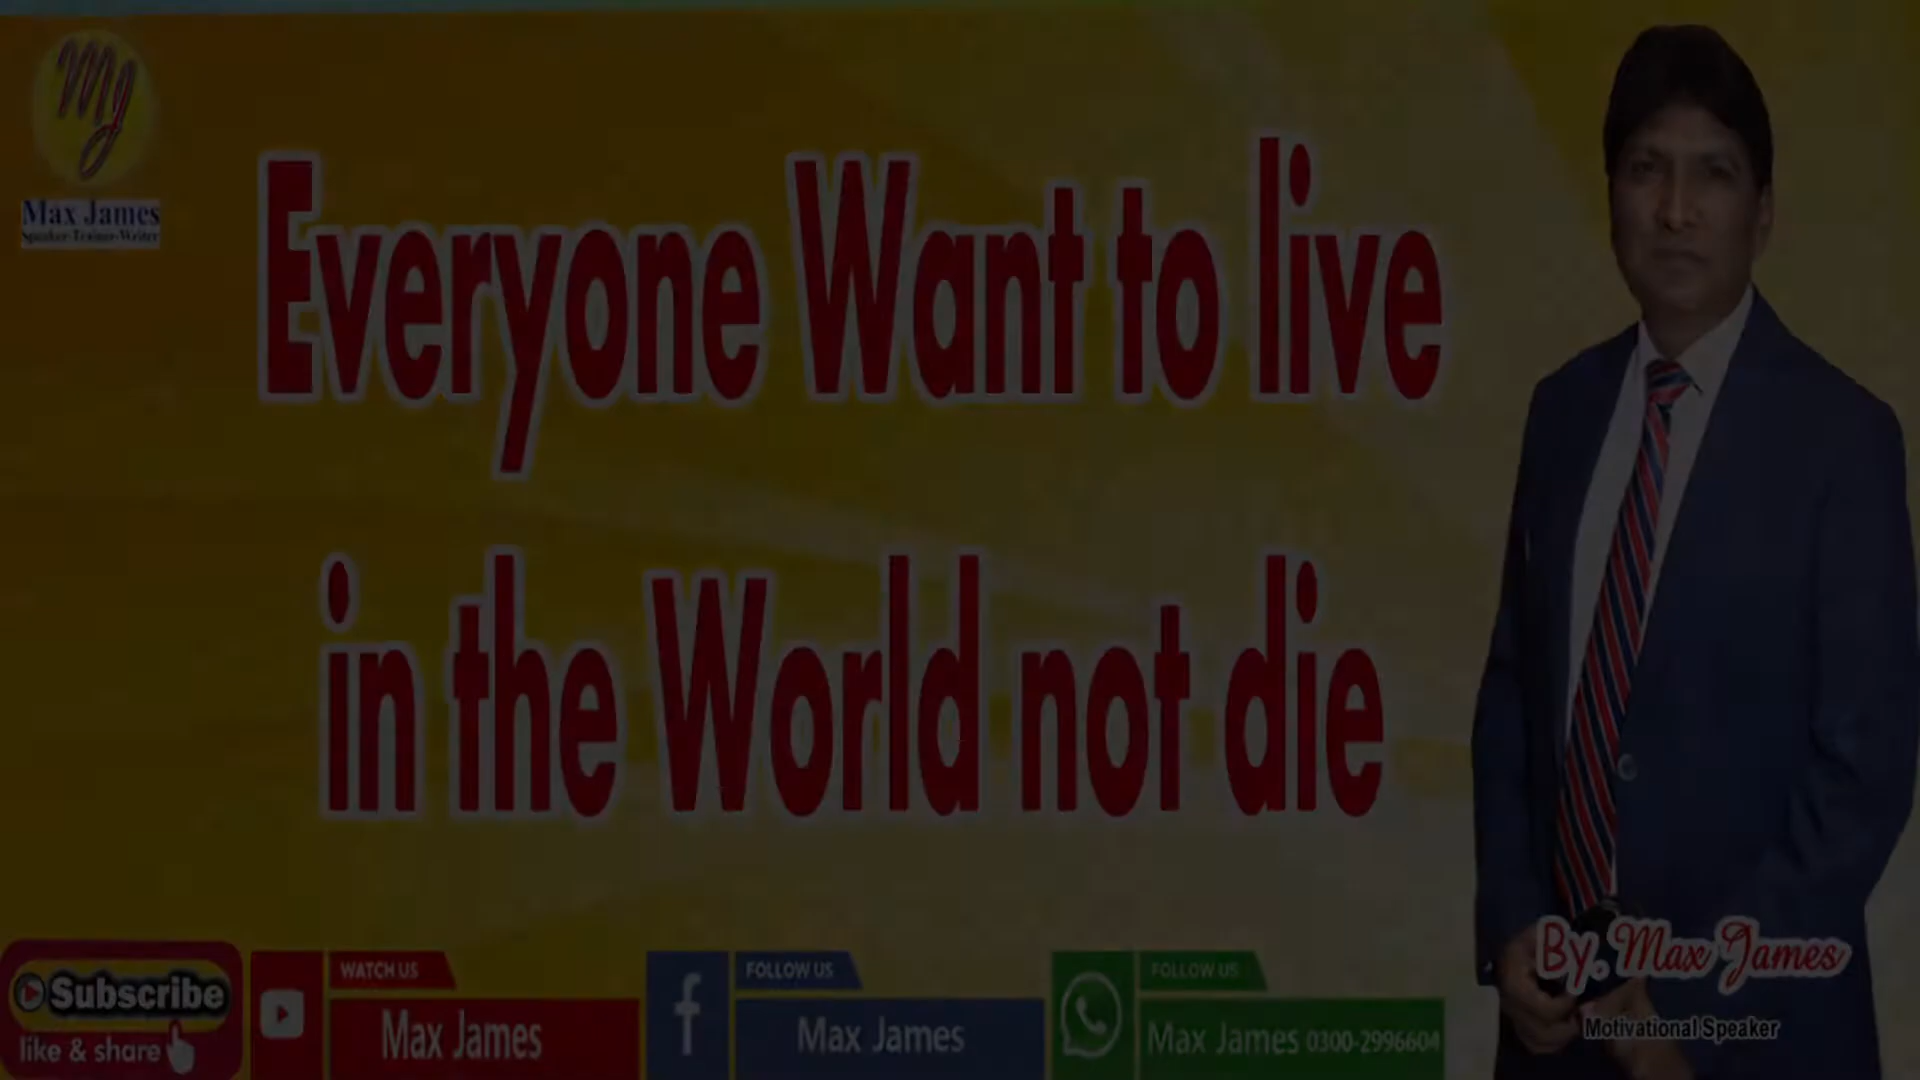 MJ
Max James
Speaker-Trainer-Writer
Everyone Want to live
in the World not die
By. Max James
Motivational Speaker
Subscribe
like & share
WATCH US
Max James
FOLLOW US
Max James
FOLLOW US
Max James 0300-2996604